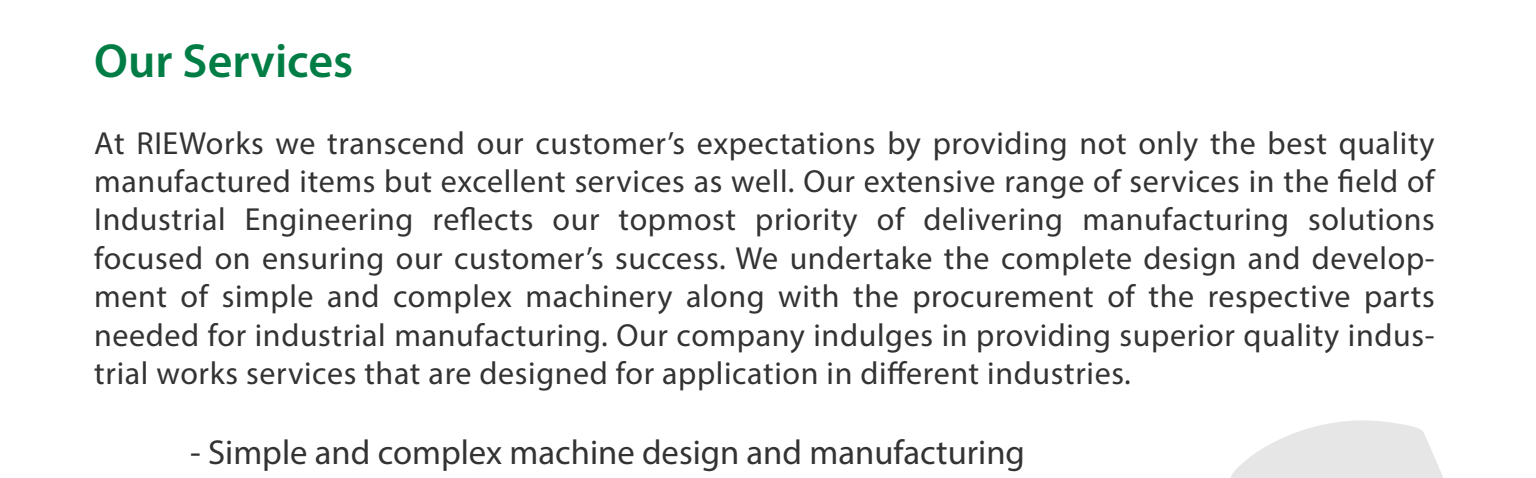 Our Services
At RIEWorks we transcend our customer’s expectations by providing not only the best quality
manufactured items but excellent services as well. Our extensive range of services in the field of
Industrial Engineering reflects our topmost priority of delivering manufacturing solutions
focused on ensuring our customer’s success. We undertake the complete design and develop-
ment of simple and complex machinery along with the procurement of the respective parts
needed for industrial manufacturing. Our company indulges in providing superior quality indus-
trial works services that are designed for application in different industries.
- Simple and complex machine design and manufacturing